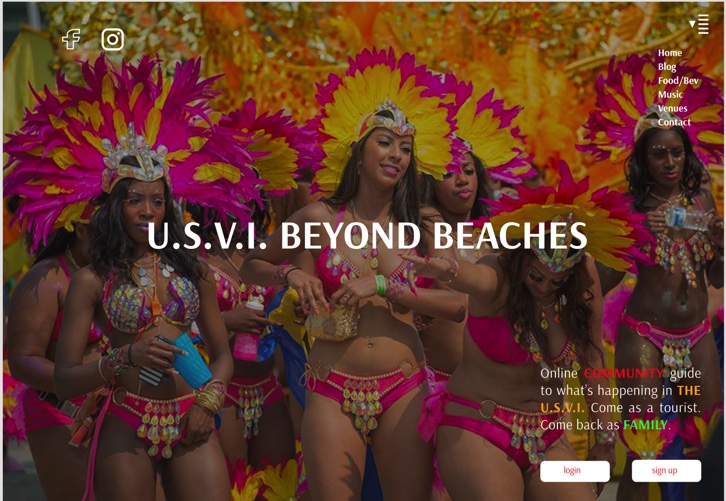 Home
Blog
Food/Bev
Music
Venues
Contact
U.S.V.I. BEYOND BEACHES
Online COMMUNITY guide
to what's happening in THE
U.S.V.I. Come as a tourist.
Come back as FAMILY.
login
sign up